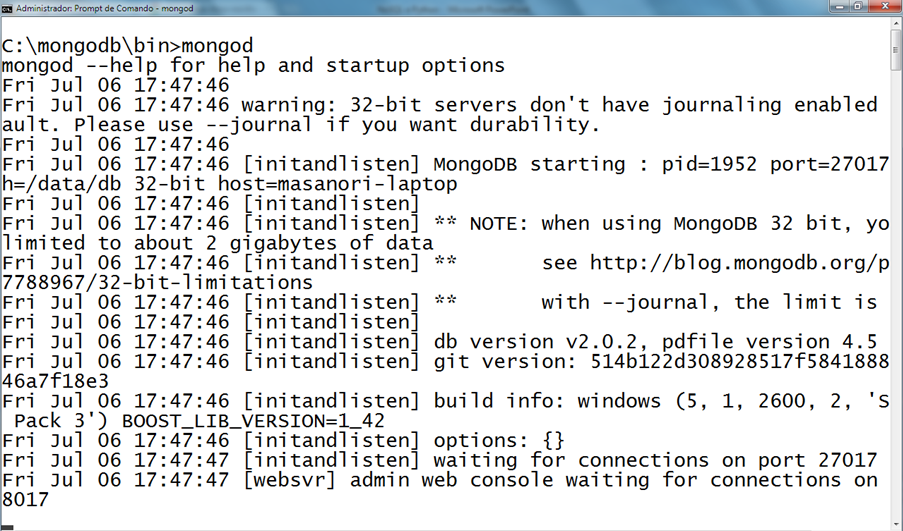 Administrador: Prompt de Comando - mongod
C:\mongodb\bin>mongod
mongod --help for help and startup options
Fri Jul 06 17:47:46
Fri Jul 06 17:47:46 warning: 32-bit servers don't have journaling enabled
ault. Please use --journal if you want durability.
Fri Jul 06 17:47:46
Fri Jul 06 17:47:46 [initandlisten] MongoDB starting : pid=1952 port=27017
h=/data/db 32-bit host=masanori-laptop
Fri Jul 06 17:47:46 [initandlisten]
Fri Jul 06 17:47:46 [initandlisten] ** NOTE: when using MongoDB 32 bit, yo
limited to about 2 gigabytes of data
Fri Jul 06 17:47:46 [initandlisten] **       see http://blog.mongodb.org/p
7788967/32-bit-limitations
Fri Jul 06 17:47:46 [initandlisten] **       with --journal, the limit is
Fri Jul 06 17:47:46 [initandlisten]
Fri Jul 06 17:47:46 [initandlisten] db version v2.0.2, pdfile version 4.5
Fri Jul 06 17:47:46 [initandlisten] git version: 514b122d308928517f5841888
46a7f18e3
Fri Jul 06 17:47:46 [initandlisten] build info: windows (5, 1, 2600, 2, 'S
Pack 3') BOOST_LIB_VERSION=1_42
Fri Jul 06 17:47:46 [initandlisten] options: {}
Fri Jul 06 17:47:47 [initandlisten] waiting for connections on port 27017
Fri Jul 06 17:47:47 [websvr] admin web console waiting for connections on
8017